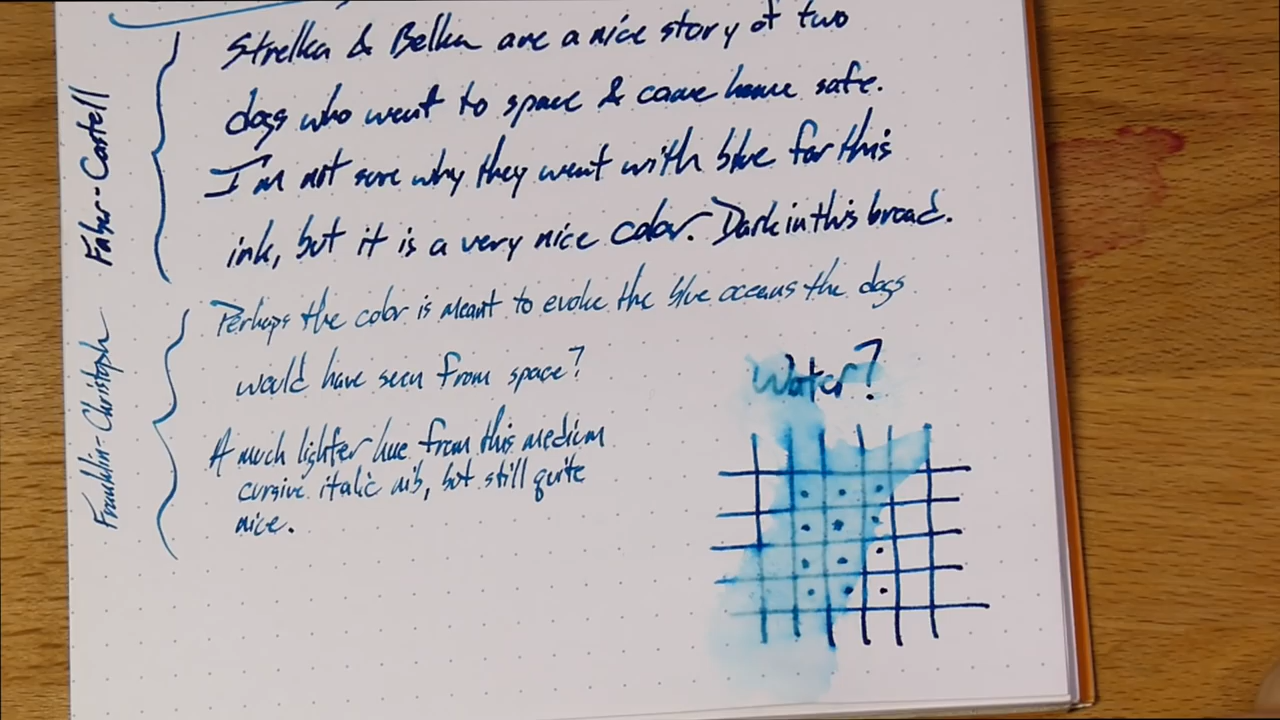 Faber-Castell
Strelka & Belka are a nice story of two
dogs who went to space & came home safe.
I'm not sure why they went with blue for this
ink, but it is a very nice color. Dark in this broad.
Franklin-Christoph
Perhaps the color is meant to evoke the blue oceans the dogs
would have seen from space?
A much lighter hue from this medium
cursive italic nib, but still quite
nice.
Water?